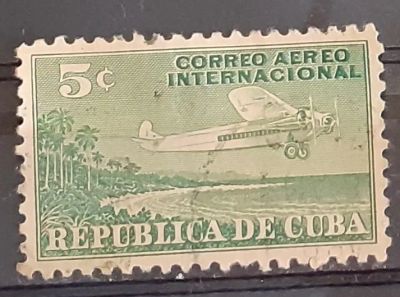 5¢
CORREO AEREO
INTERNACIONAL
REPUBLICA DE CUBA